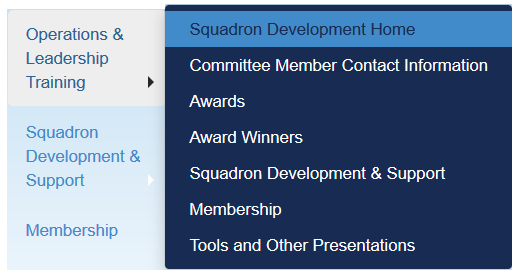 Operations &
Leadership
Training
Squadron
Development &
Support
Membership
Squadron Development Home
Committee Member Contact Information
Awards
Award Winners
Squadron Development & Support
Membership
Tools and Other Presentations